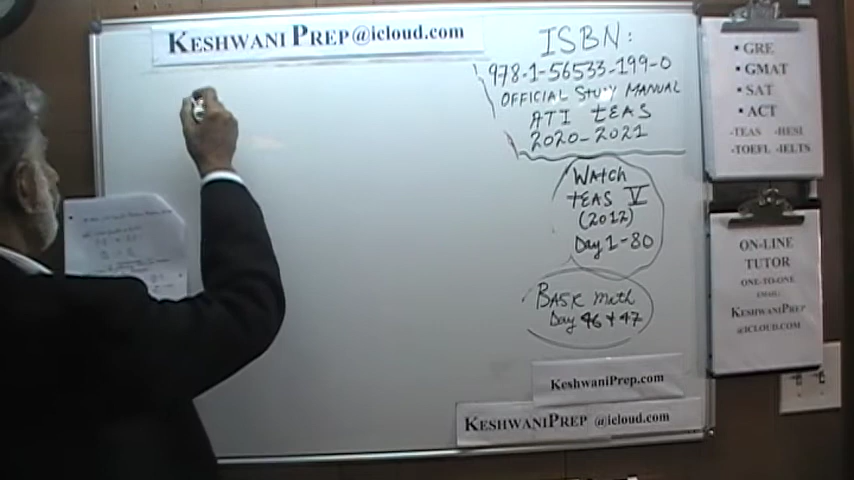 KESHWANI PREP@icloud.com
ISBN:
978-1-56533-199-0
OFFICIAL STUDY MANUAL
ATI TEAS
2020-2021
WATCH
TEAS V
(2012)
Day 1-80
BASIC Math
Day 46 + 47
KeshwaniPrep.com
KESHWANIPREP @icloud.com
• GRE
• GMAT
• SAT
• ACT
-TEAS -HESI
-TOEFL -IELTS
ON-LINE
TUTOR
ONE-TO-ONE
EMAIL:
KESHWANIPREP
@ICLOUD.COM